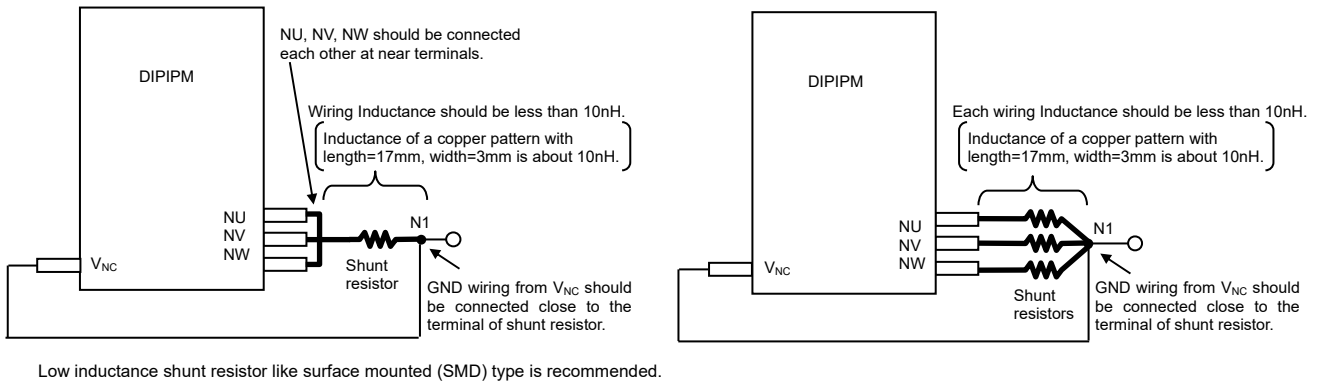 NU, NV, NW should be connected
each other at near terminals.
DIPIPM
Wiring Inductance should be less than 10nH.
Inductance of a copper pattern with
length=17mm, width=3mm is about 10nH.
NU
NV
NW
N1
VNC
Shunt
resistor
GND wiring from VNC should
be connected close to the
terminal of shunt resistor.
DIPIPM
Each wiring Inductance should be less than 10nH.
Inductance of a copper pattern with
length=17mm, width=3mm is about 10nH.
NU
NV
NW
N1
VNC
Shunt
resistors
GND wiring from VNC should
be connected close to the
terminal of shunt resistor.
Low inductance shunt resistor like surface mounted (SMD) type is recommended.